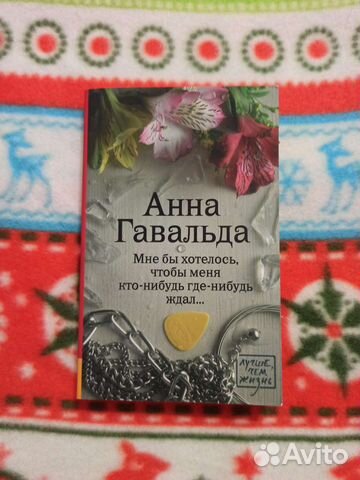 Анна
Гавальда
Мне бы хотелось,
чтобы меня
кто-нибудь где-нибудь
ждал...
ЛУЧШЕ,
ЧЕМ
ЖИЗНЬ
Avito